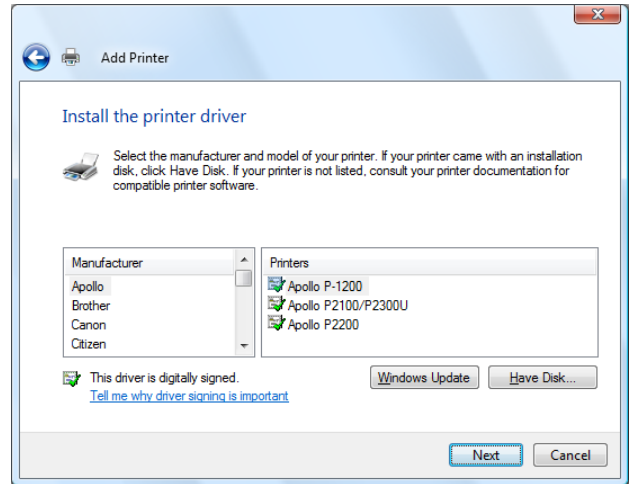 Add Printer
Install the printer driver
Select the manufacturer and model of your printer. If your printer came with an installation
disk, click Have Disk. If your printer is not listed, consult your printer documentation for
compatible printer software.
Manufacturer
Apollo
Brother
Canon
Citizen
Printers
Apollo P-1200
Apollo P2100/P2300U
Apollo P2200
This driver is digitally signed.
Tell me why driver signing is important
Windows Update
Have Disk...
Next
Cancel